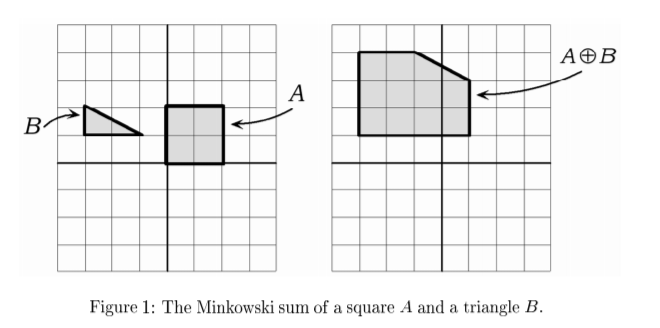 A
B
A⊕B
Figure 1: The Minkowski sum of a square A and a triangle B.